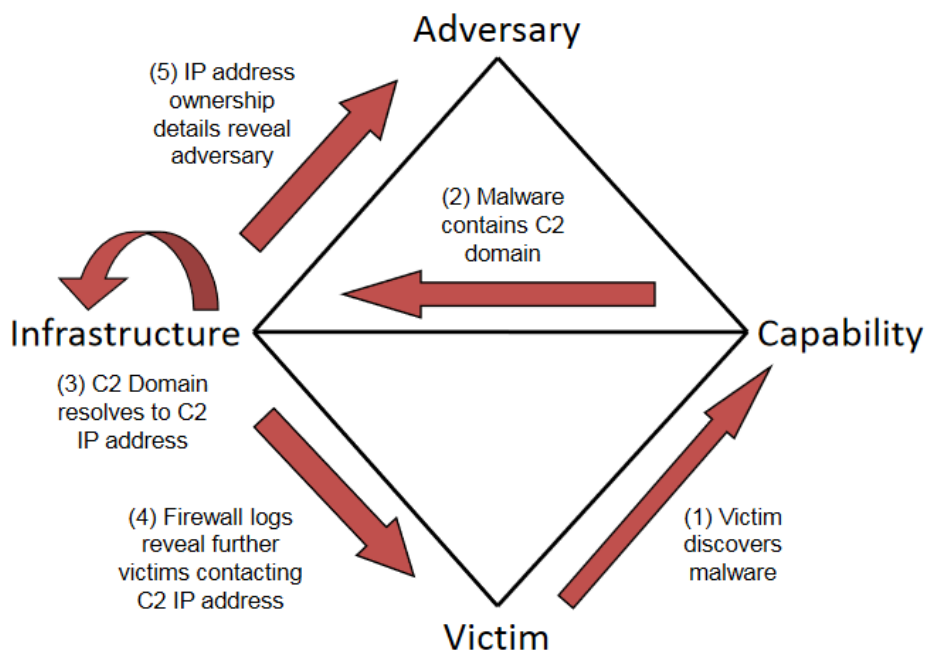 Adversary
(5) IP address
ownership
details reveal
adversary
(2) Malware
contains C2
domain
Infrastructure
Capability
(3) C2 Domain
resolves to C2
IP address
(4) Firewall logs
reveal further
victims contacting
C2 IP address
(1) Victim
discovers
malware
Victim